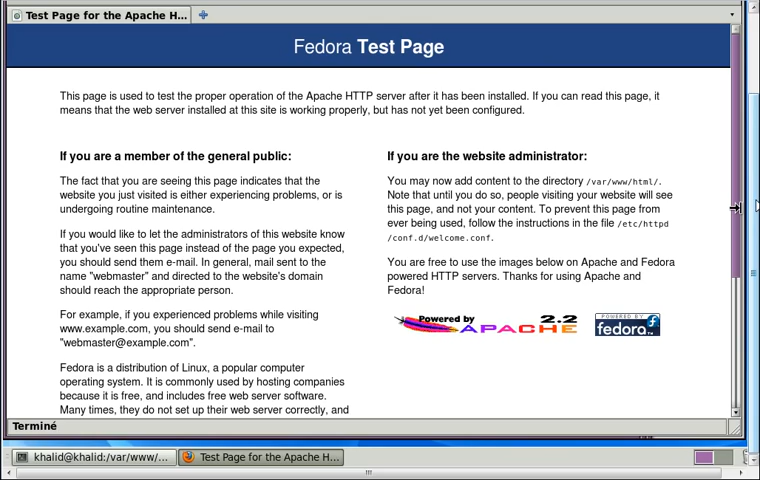 Test Page for the Apache H...
Fedora Test Page
This page is used to test the proper operation of the Apache HTTP server after it has been installed. If you can read this page, it
means that the web server installed at this site is working properly, but has not yet been configured.
If you are a member of the general public:
The fact that you are seeing this page indicates that the
website you just visited is either experiencing problems, or is
undergoing routine maintenance.
If you would like to let the administrators of this website know
that you've seen this page instead of the page you expected,
you should send them e-mail. In general, mail sent to the
name "webmaster" and directed to the website's domain
should reach the appropriate person.
For example, if you experienced problems while visiting
www.example.com, you should send e-mail to
"webmaster@example.com".
Fedora is a distribution of Linux, a popular computer
operating system. It is commonly used by hosting companies
because it is free, and includes free web server software.
Many times, they do not set up their web server correctly, and
If you are the website administrator:
You may now add content to the directory /var/www/html/.
Note that until you do so, people visiting your website will see
this page, and not your content. To prevent this page from
ever being used, follow the instructions in the file /etc/httpd
/conf.d/welcome.conf.
You are free to use the images below on Apache and Fedora
powered HTTP servers. Thanks for using Apache and
Fedora!
Powered by 2.2
APACHE
POWERED BY
fedora
Terminé
khalid@khalid:/var/www/...
Test Page for the Apache H...